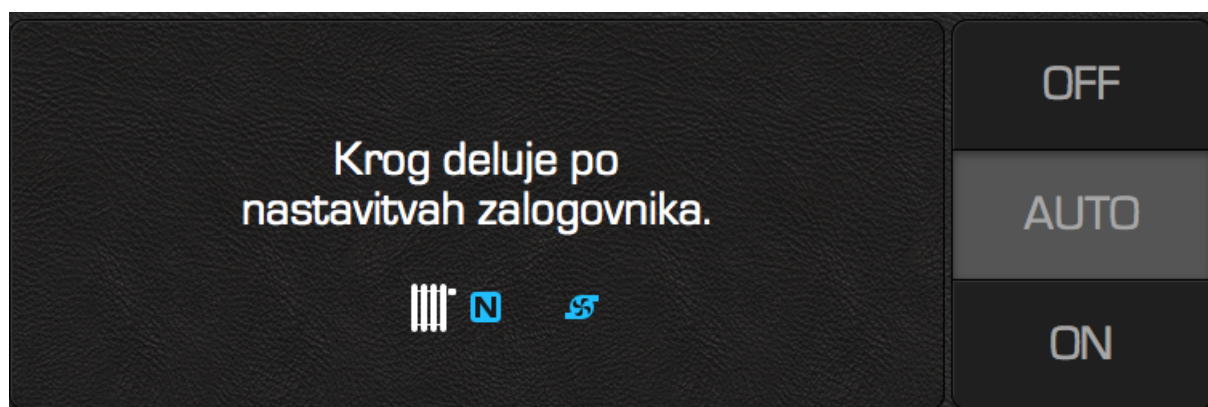 Krog deluje po
nastavitvah zalogovnika.
N
OFF
AUTO
ON